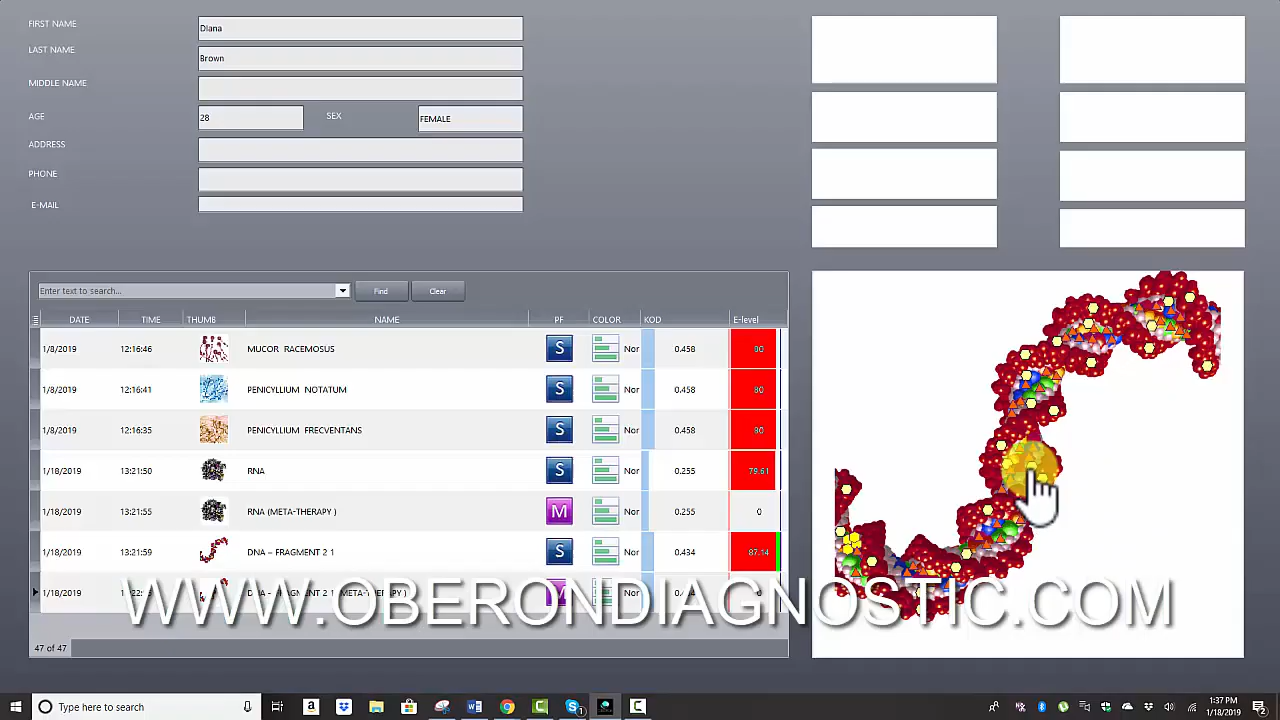 FIRST NAME Diana
LAST NAME Brown
MIDDLE NAME
AGE 28 SEX FEMALE
ADDRESS
PHONE
E-MAIL
Enter text to search... Find Clear
DATE TIME THUMB NAME PF COLOR KOD E-level
1/8/2019 12:16:46 MUCOR RACEMOSUS S Nor 0.458 80
1/8/2019 12:16:41 PENICYLLIUM NOTATUM S Nor 0.458 80
1/8/2019 12:16:35 PENICYLLIUM FRECVENTANS S Nor 0.458 80
1/18/2019 13:21:50 RNA S Nor 0.255 79.61
1/18/2019 13:21:55 RNA (META-THERAPY ) M Nor 0.255 0
1/18/2019 13:21:59 DNA – FRAGMENT 2 S Nor 0.434 87.14
1/18/2019 FRAGMENT 2 META-THERAPY ) M Nor
WWW.OBERONDIAGNOSTIC.COM
47 of 47
Type here to search 1:37 PM
1/18/2019